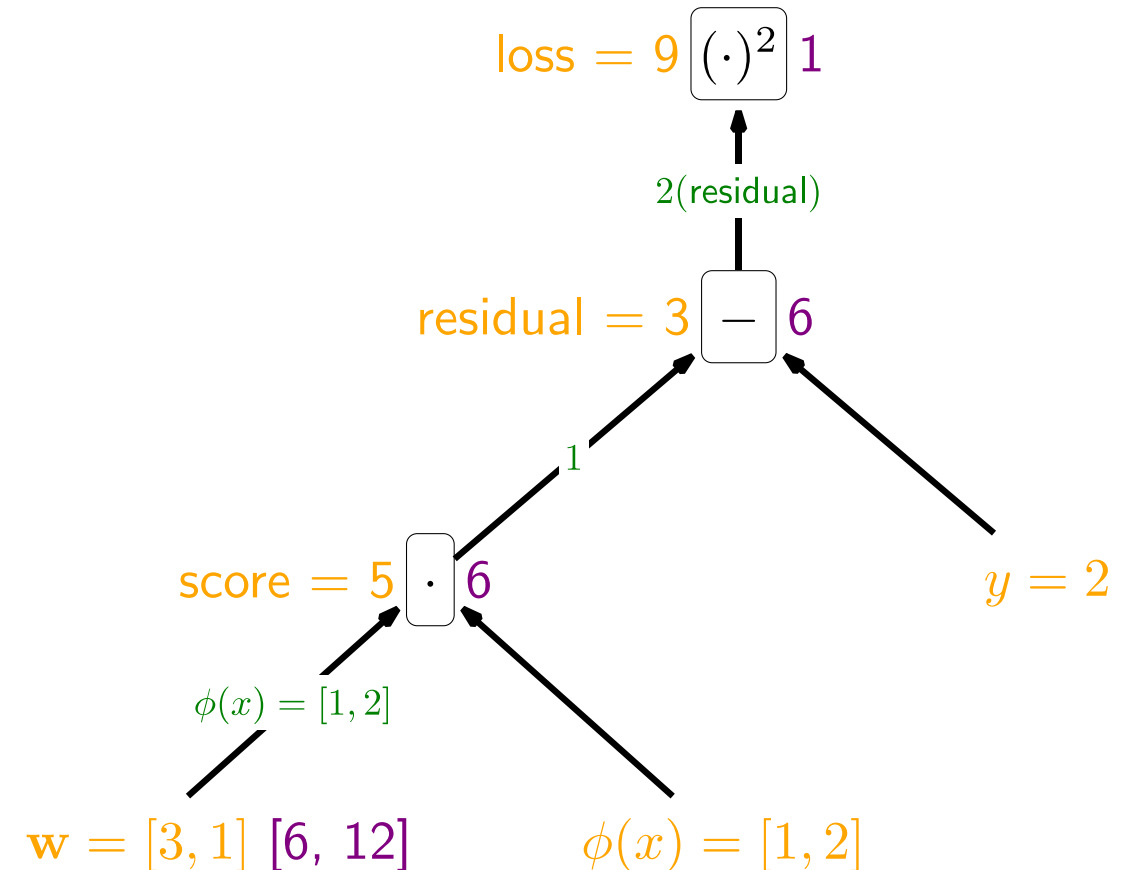 loss = 9 (·)² 1
2(residual)
residual = 3 − 6
1
score = 5 · 6
y = 2
ϕ(x) = [1, 2]
w = [3, 1] [6, 12]
ϕ(x) = [1, 2]